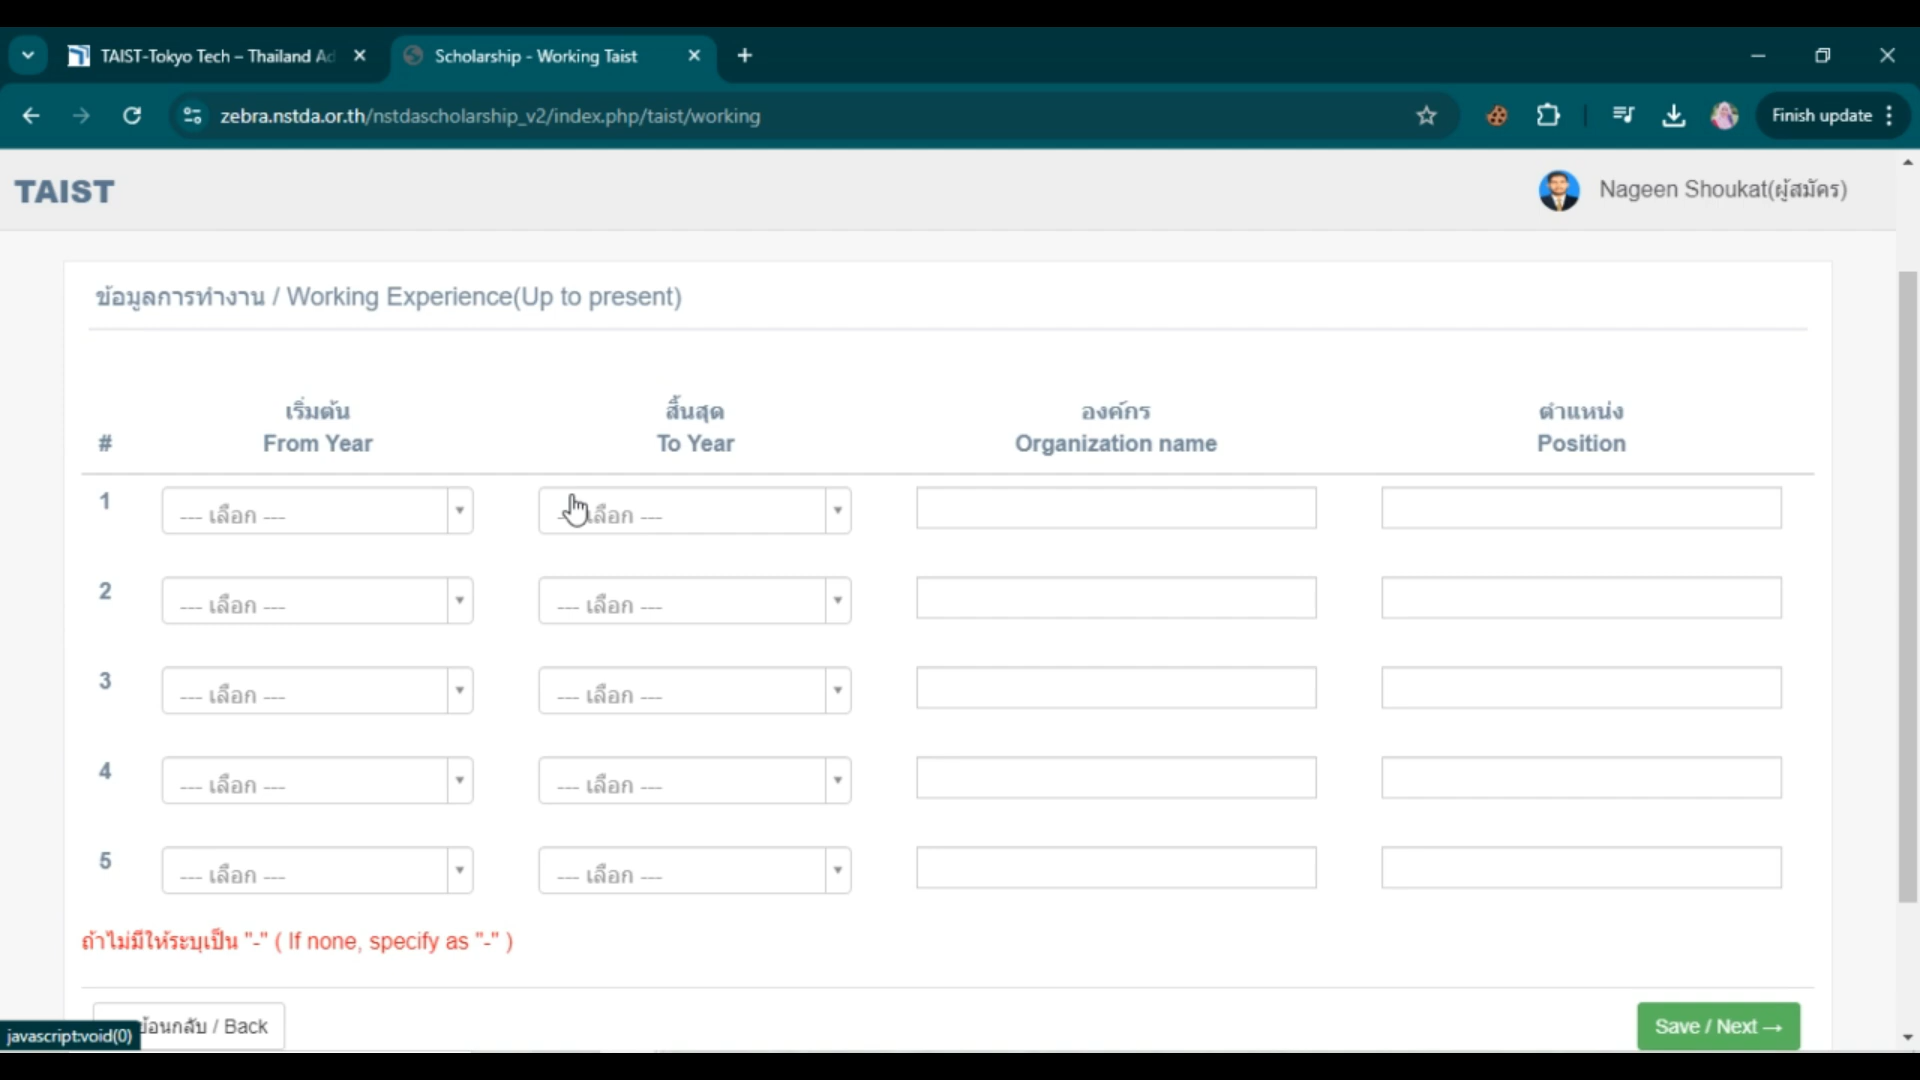 TAIST-Tokyo Tech – Thailand Ad
Scholarship - Working Taist
zebra.nstda.or.th/nstdascholarship_v2/index.php/taist/working
Finish update
TAIST
Nageen Shoukat(ผู้สมัคร)
ข้อมูลการทำงาน / Working Experience(Up to present)
# เริ่มต้น From Year สิ้นสุด To Year องค์กร Organization name ตำแหน่ง Position
1 --- เลือก --- --- เลือก ---
2 --- เลือก --- --- เลือก ---
3 --- เลือก --- --- เลือก ---
4 --- เลือก --- --- เลือก ---
5 --- เลือก --- --- เลือก ---
ถ้าไม่มีให้ระบุเป็น "-" ( If none, specify as "-" )
ย้อนกลับ / Back
Save / Next →
javascript:void(0)